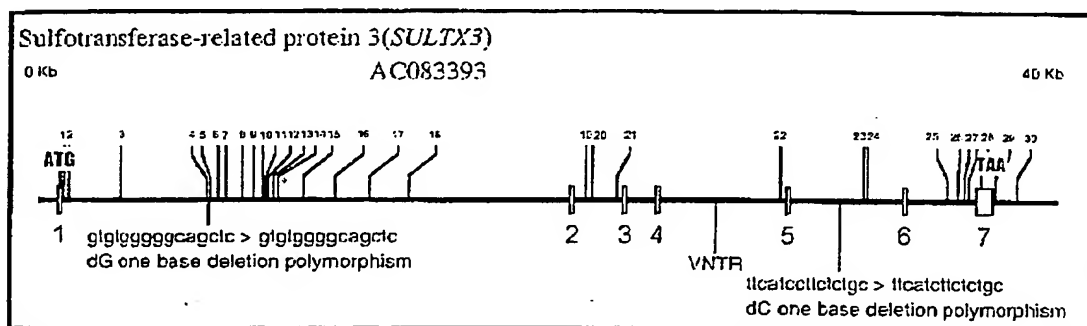 Sulfotransferase-related protein 3(SULTX3)
0 Kb AC083393 40 Kb
12 3 4 5 6 7 8 9 10 11 12 13 14 15 16 17 18 19 20 21 22 23 24 25 26 27 28 29 30
ATG TAA
1 2 3 4 5 6 7
gtgtgggggcagctc > gtgtggggcagctc
dG one base deletion polymorphism
VNTR
ttcatccttctctgc > ttcatcttctctgc
dC one base deletion polymorphism